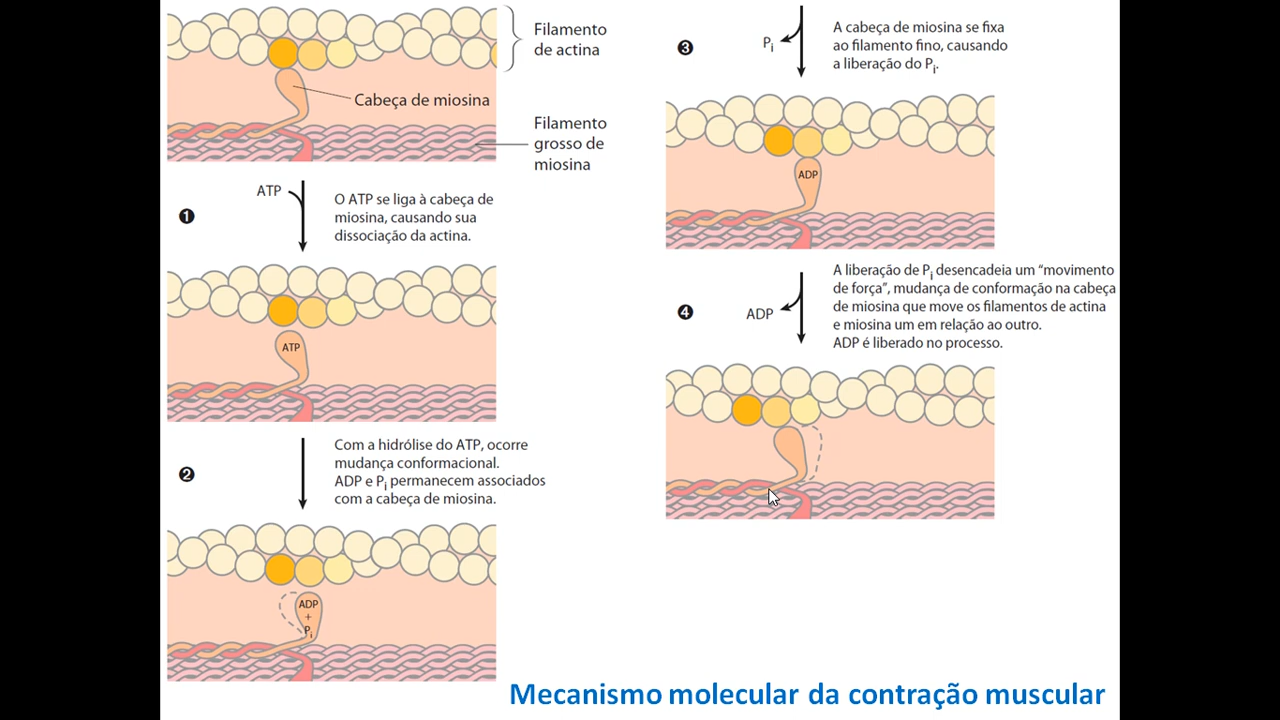 Filamento
de actina
Cabeça de miosina
Filamento
grosso de
miosina
ATP
❶
O ATP se liga à cabeça de
miosina, causando sua
dissociação da actina.
ATP
❷
Com a hidrólise do ATP, ocorre
mudança conformacional.
ADP e Pi permanecem associados
com a cabeça de miosina.
ADP
+
Pi
❸
Pi
A cabeça de miosina se fixa
ao filamento fino, causando
a liberação do Pi.
ADP
❹
ADP
A liberação de Pi desencadeia um “movimento
de força”, mudança de conformação na cabeça
de miosina que move os filamentos de actina
e miosina um em relação ao outro.
ADP é liberado no processo.
Mecanismo molecular da contração muscular